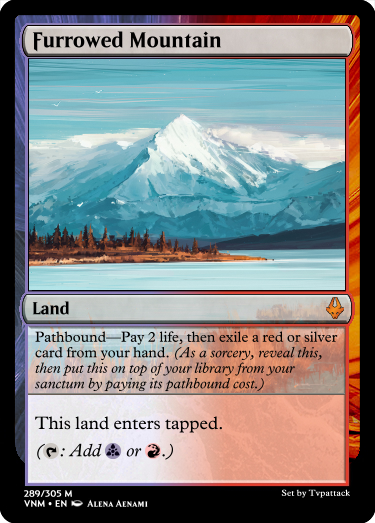 Furrowed Mountain
Land
Pathbound—Pay 2 life, then exile a red or silver
card from your hand. (As a sorcery, reveal this,
then put this on top of your library from your
sanctum by paying its pathbound cost.)
This land enters tapped.
(: Add or .)
289/305 M
VNM • EN Alena Aenami
Set by Tvpattack